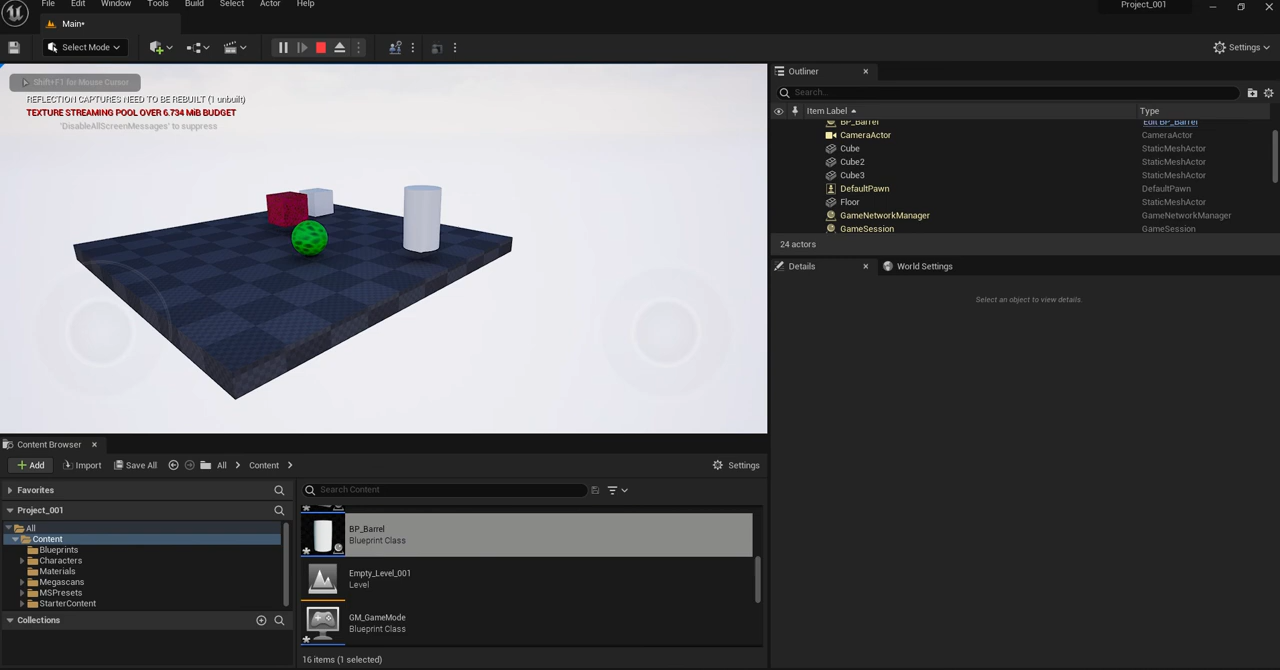 File Edit Window Tools Build Select Actor Help
Project_001
Main•
Select Mode
Settings
Shift+F1 for Mouse Cursor
REFLECTION CAPTURES NEED TO BE REBUILT (1 unbuilt)
TEXTURE STREAMING POOL OVER 6.734 MiB BUDGET
'DisableAllScreenMessages' to suppress
Outliner
Search...
Item Label Type
BP_Barrel Edit BP_Barrel
CameraActor CameraActor
Cube StaticMeshActor
Cube2 StaticMeshActor
Cube3 StaticMeshActor
DefaultPawn DefaultPawn
Floor StaticMeshActor
GameNetworkManager GameNetworkManager
GameSession GameSession
24 actors
Details World Settings
Select an object to view details.
Content Browser
Add Import Save All All Content Settings
Favorites
Project_001
All
Content
Blueprints
Characters
Materials
Megascans
MSPresets
StarterContent
Collections
Search Content
BP_Barrel
Blueprint Class
Empty_Level_001
Level
GM_GameMode
Blueprint Class
16 items (1 selected)